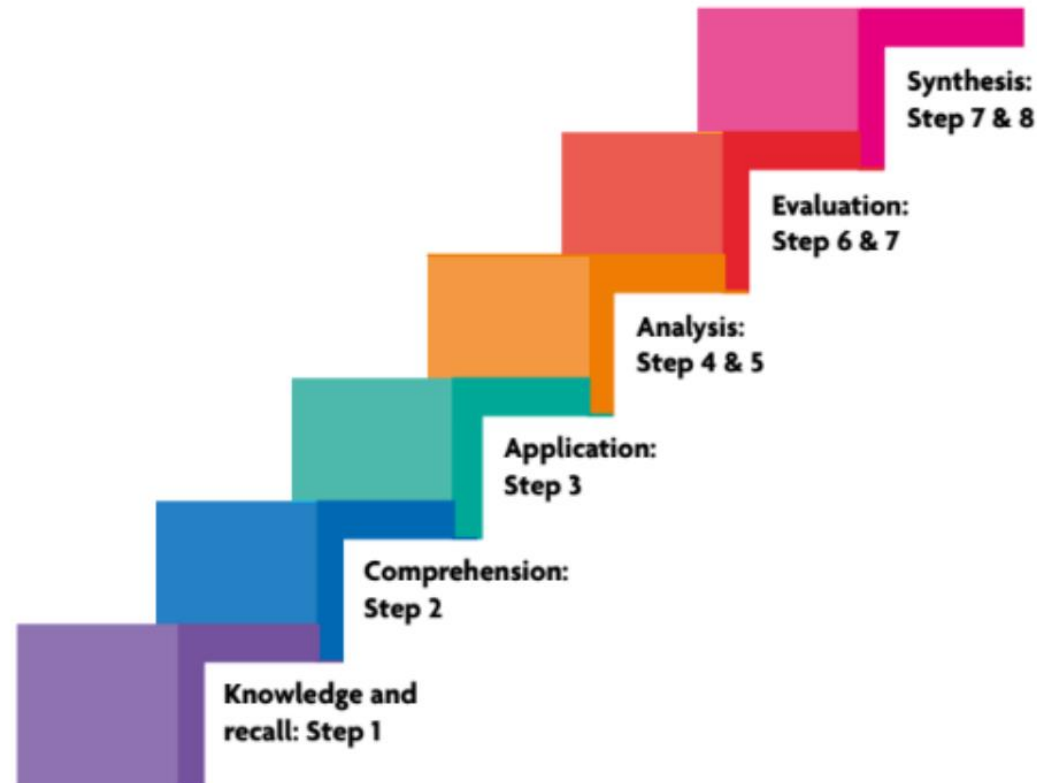 Synthesis:
Step 7 & 8
Evaluation:
Step 6 & 7
Analysis:
Step 4 & 5
Application:
Step 3
Comprehension:
Step 2
Knowledge and
recall: Step 1